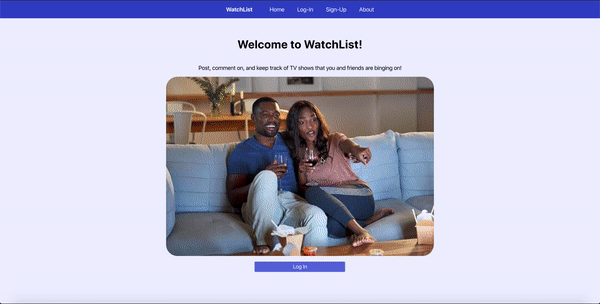 WatchList Home Log-In Sign-Up About
Welcome to WatchList!
Post, comment on, and keep track of TV shows that you and friends are binging on!
Log In